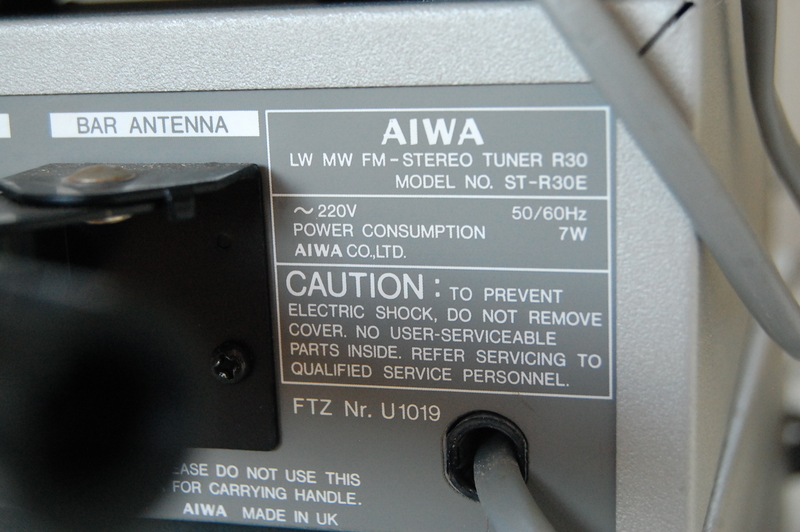 BAR ANTENNA
AIWA
LW MW FM-STEREO TUNER R30
MODEL NO. ST-R30E
~220V 50/60Hz
POWER CONSUMPTION 7W
AIWA CO.,LTD.
CAUTION : TO PREVENT
ELECTRIC SHOCK, DO NOT REMOVE
COVER. NO USER-SERVICEABLE
PARTS INSIDE. REFER SERVICING TO
QUALIFIED SERVICE PERSONNEL.
FTZ Nr. U1019
EASE DO NOT USE THIS
FOR CARRYING HANDLE.
AIWA MADE IN UK